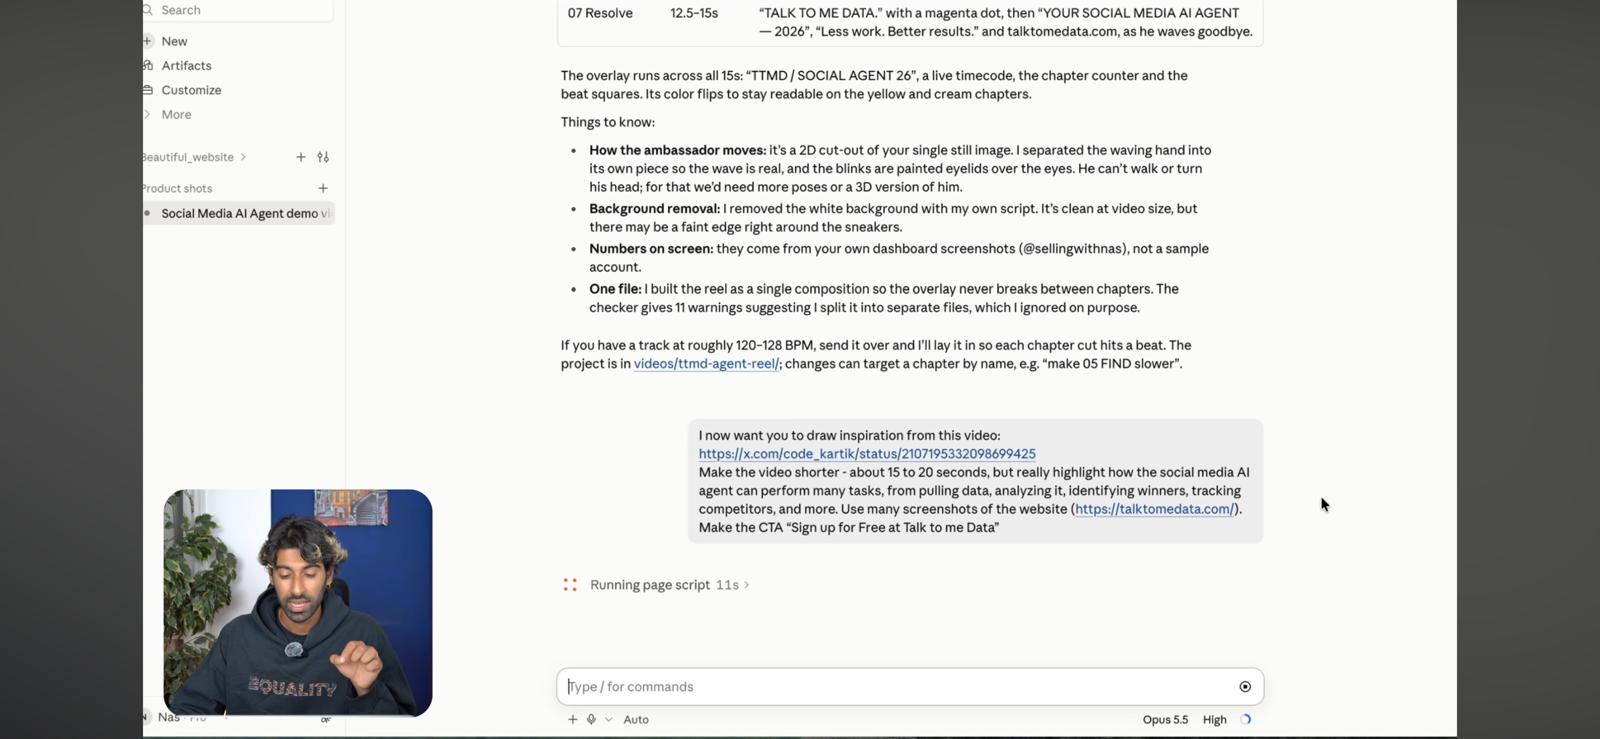 Search
New
Artifacts
Customize
More
Beautiful_website
Product shots
Social Media AI Agent demo
07 Resolve 12.5–15s “TALK TO ME DATA.” with a magenta dot, then “YOUR SOCIAL MEDIA AI AGENT
— 2026”, “Less work. Better results.” and talktomedata.com, as he waves goodbye.
The overlay runs across all 15s: “TTMD / SOCIAL AGENT 26”, a live timecode, the chapter counter and the
beat squares. Its color flips to stay readable on the yellow and cream chapters.
Things to know:
• How the ambassador moves: it’s a 2D cut-out of your single still image. I separated the waving hand into
its own piece so the wave is real, and the blinks are painted eyelids over the eyes. He can’t walk or turn
his head; for that we’d need more poses or a 3D version of him.
• Background removal: I removed the white background with my own script. It’s clean at video size, but
there may be a faint edge right around the sneakers.
• Numbers on screen: they come from your own dashboard screenshots (@sellingwithnas), not a sample
account.
• One file: I built the reel as a single composition so the overlay never breaks between chapters. The
checker gives 11 warnings suggesting I split it into separate files, which I ignored on purpose.
If you have a track at roughly 120–128 BPM, send it over and I’ll lay it in so each chapter cut hits a beat. The
project is in videos/ttmd-agent-reel/; changes can target a chapter by name, e.g. “make 05 FIND slower”.
I now want you to draw inspiration from this video:
https://x.com/code_kartik/status/2107195332098699425
Make the video shorter - about 15 to 20 seconds, but really highlight how the social media AI
agent can perform many tasks, from pulling data, analyzing it, identifying winners, tracking
competitors, and more. Use many screenshots of the website (https://talktomedata.com/).
Make the CTA “Sign up for Free at Talk to me Data”
Running page script 11s
Type / for commands
Auto
Opus 5.5 High
EQUALITY
Nas